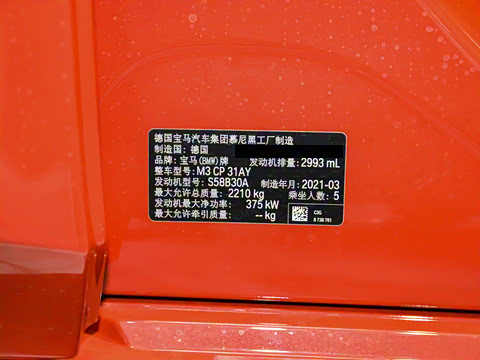 德国宝马汽车集团慕尼黑工厂制造
制造国：德国
品牌：宝马(BMW)牌 发动机排量：2993 mL
整车型号：M3 CP 31AY
发动机型号：S58B30A 制造年月：2021-03
最大允许总质量：2210 kg 乘坐人数：5
发动机最大净功率：375 kW
最大允许牵引质量：-- kg
C2G
8 738 761